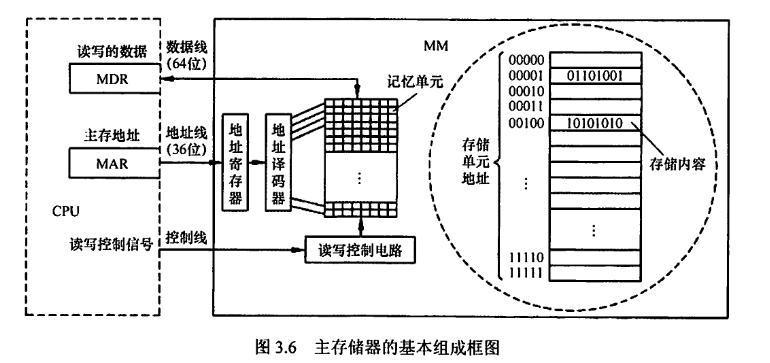 读写的数据
MDR
数据线
(64位)
主存地址
MAR
地址线
(36位)
CPU
读写控制信号
控制线
地址寄存器
地址译码器
记忆单元
读写控制电路
MM
00000
00001 01101001
00010
00011
00100 10101010
存储内容
存储
单元
地址
⋮
⋮
⋮
11110
11111
图 3.6 主存储器的基本组成框图